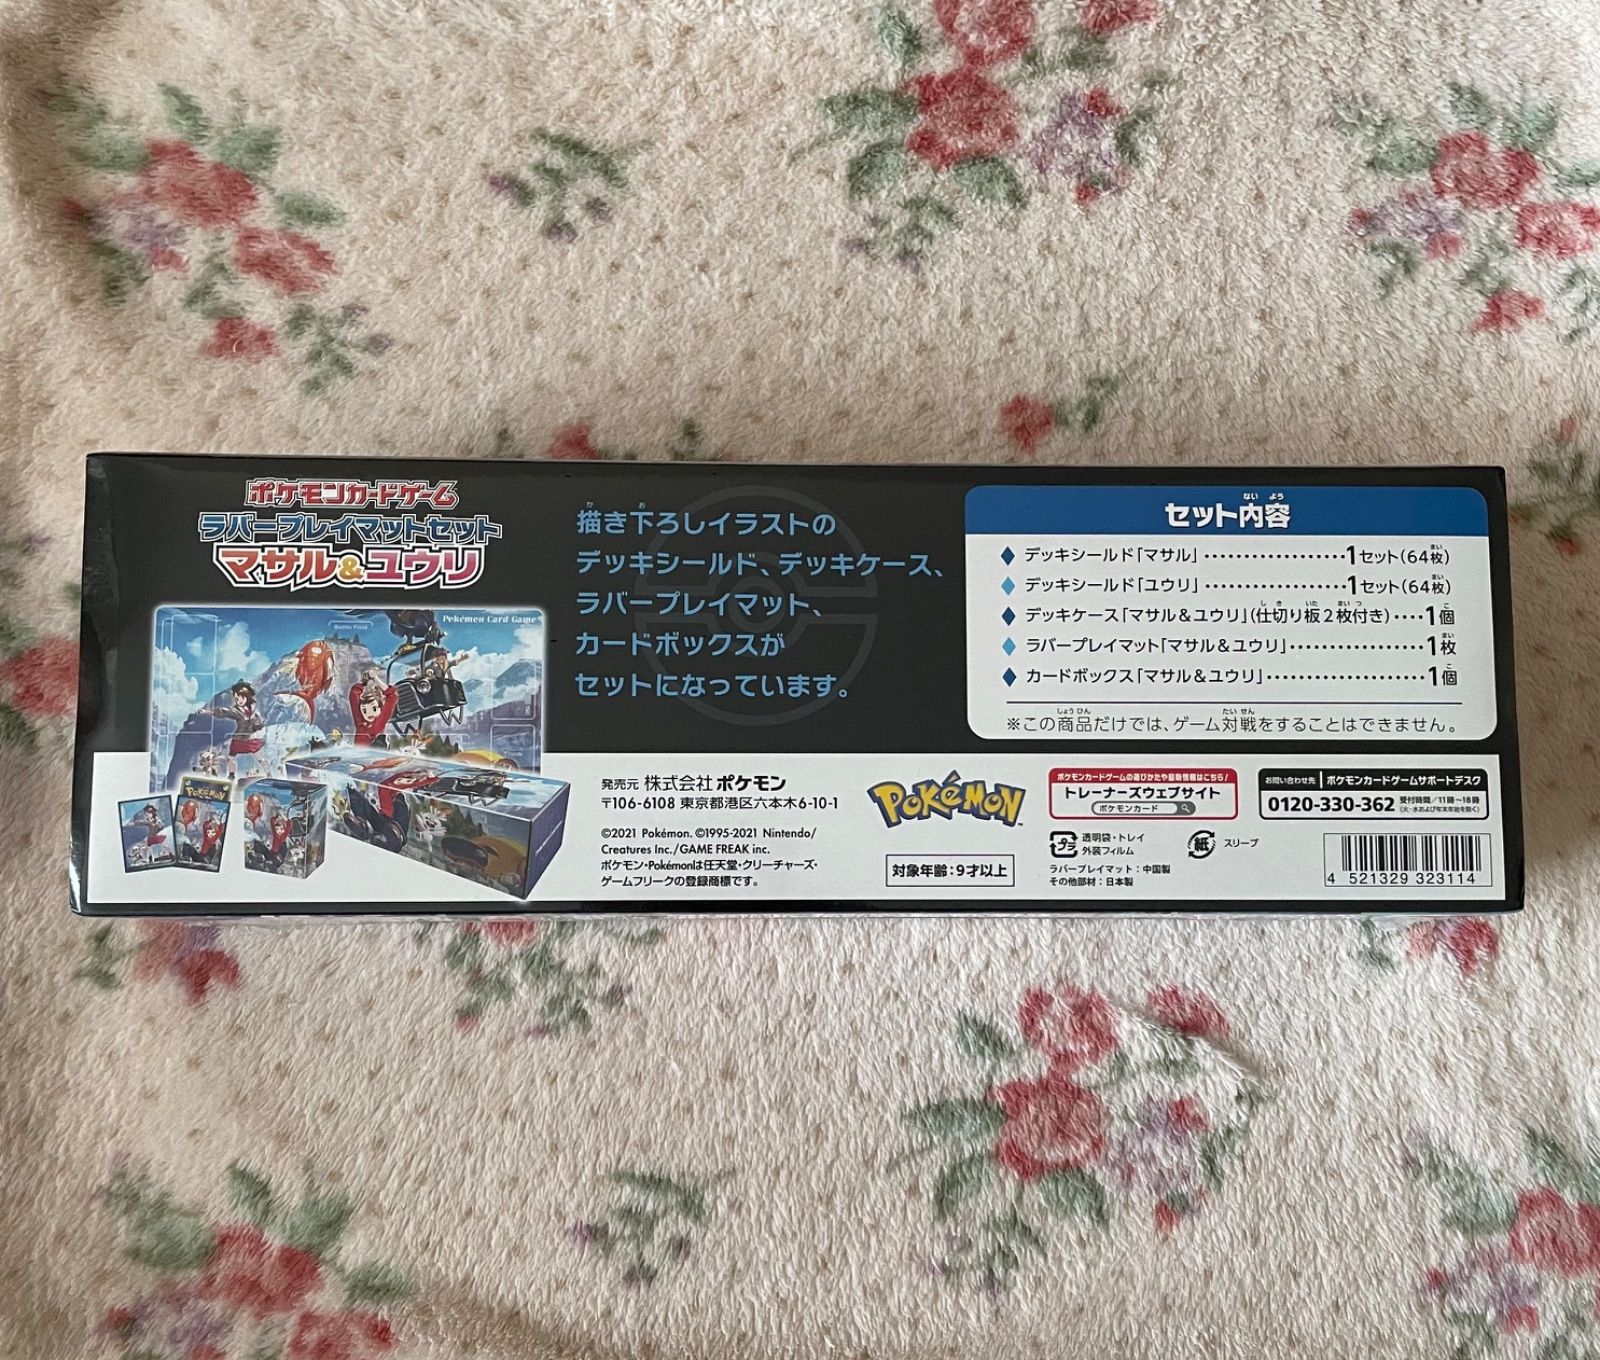 ポケモンカードゲーム
ラバープレイマットセット
マサル&ユウリ
Battle Field
Pokémon Card Game
POKÉMON
描き下ろしイラストの
デッキシールド、デッキケース、
ラバープレイマット、
カードボックスが
セットになっています。
セット内容
デッキシールド「マサル」 ･･････････････････1セット(64枚)
デッキシールド「ユウリ」 ･･････････････････1セット(64枚)
デッキケース「マサル&ユウリ」(仕切り板2枚付き)････1個
ラバープレイマット「マサル&ユウリ」･････････････････1枚
カードボックス「マサル&ユウリ」････････････････････1個
※この商品だけでは、ゲーム対戦をすることはできません。
発売元 株式会社 ポケモン
〒106-6108 東京都港区六本木6-10-1
©2021 Pokémon. ©1995-2021 Nintendo/
Creatures Inc./GAME FREAK inc.
ポケモン・Pokémonは任天堂・クリーチャーズ・
ゲームフリークの登録商標です。
POKÉMON
対象年齢:9才以上
ポケモンカードゲームの遊びかたや最新情報はこちら!
トレーナーズウェブサイト
ポケモンカード
プラ
透明袋・トレイ
外装フィルム
紙
スリーブ
ラバープレイマット:中国製
その他部材:日本製
お問い合わせ先 ポケモンカードゲームサポートデスク
0120-330-362 受付時間/11時~18時
(火・水および年末年始を除く)
4 521329 323114